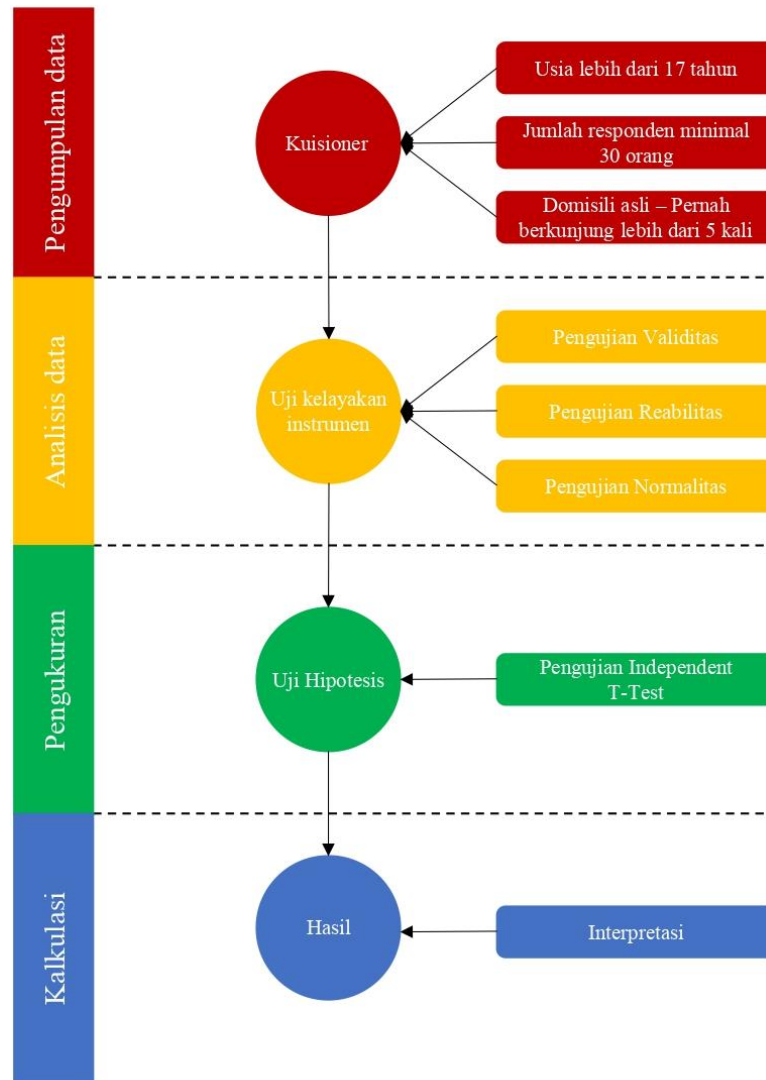 Pengumpulan data
Kuisioner
Usia lebih dari 17 tahun
Jumlah responden minimal
30 orang
Domisili asli – Pernah
berkunjung lebih dari 5 kali
Analisis data
Uji kelayakan
instrumen
Pengujian Validitas
Pengujian Reabilitas
Pengujian Normalitas
Pengukuran
Uji Hipotesis
Pengujian Independent
T-Test
Kalkulasi
Hasil
Interpretasi